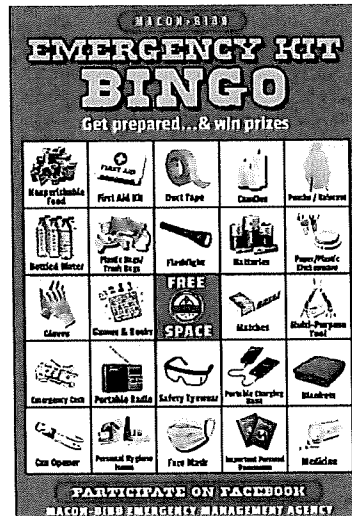 MACON-BIBB
EMERGENCY KIT
BINGO
Get prepared...& win prizes
Nonperishable Food
FIRST AID
First Aid Kit
Duct Tape
Candles
Poncho / Raincoat
Bottled Water
Plastic Bags/
Trash Bags
Flashlight
Batteries
Paper/Plastic
Gloves
Games & Books
FREE
SPACE
Matches
Multi-Purpose
Tool
Emergency Cash
Portable Radio
Safety Eyewear
Portable Charging
Bank
Blankets
Can Opener
Personal Hygiene
Items
Face Mask
Important Personal
Documents
Medicine
PARTICIPATE ON FACEBOOK
MACON-BIBB EMERGENCY MANAGEMENT AGENCY